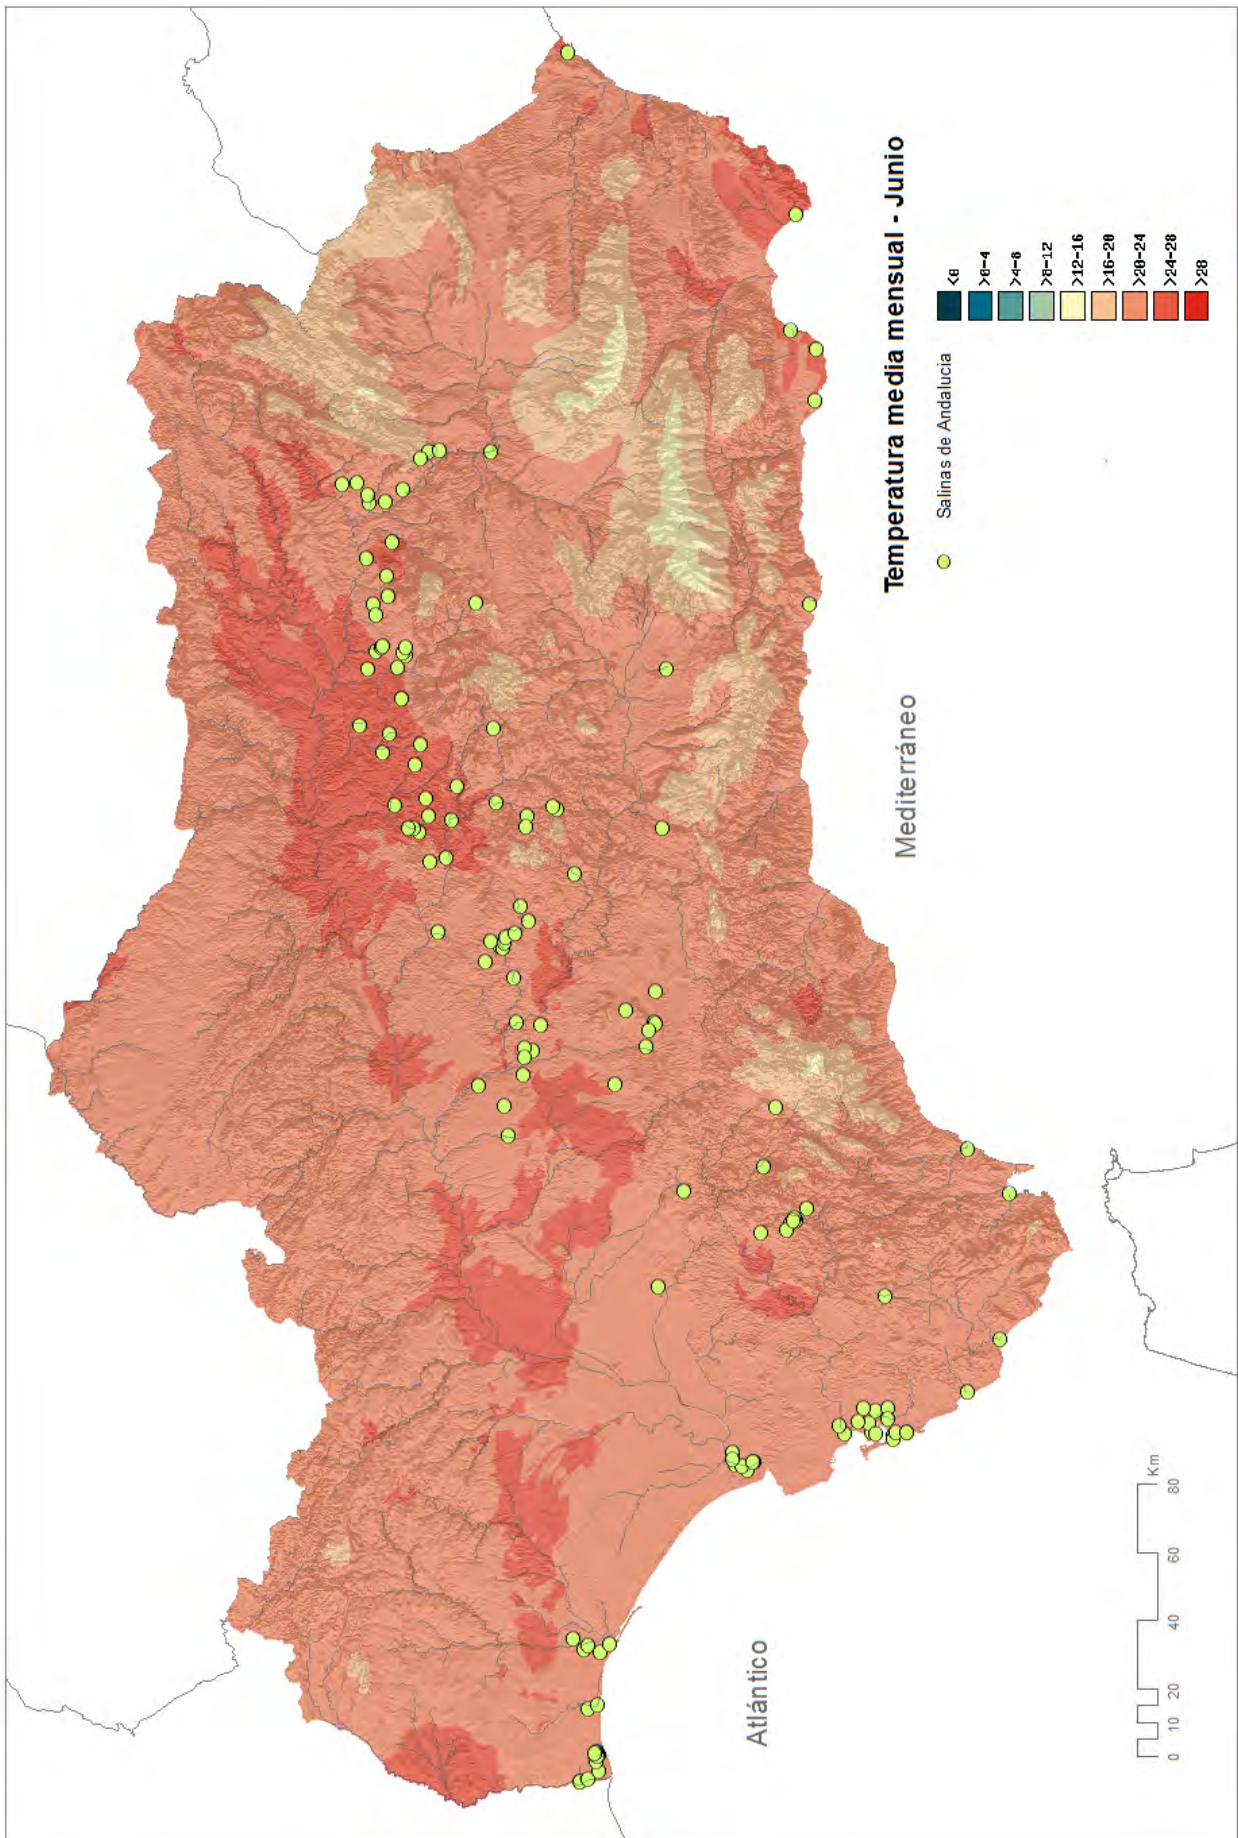 Temperatura media mensual - Junio
Salinas de Andalucia
<0
>0-4
>4-8
>8-12
>12-16
>16-20
>20-24
>24-28
>28
Mediterráneo
Atlántico
Km
0 10 20 40 60 80